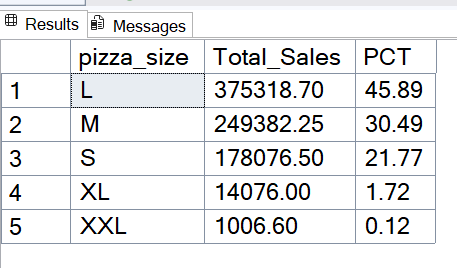 Results Messages
pizza_size Total_Sales PCT
1 L 375318.70 45.89
2 M 249382.25 30.49
3 S 178076.50 21.77
4 XL 14076.00 1.72
5 XXL 1006.60 0.12